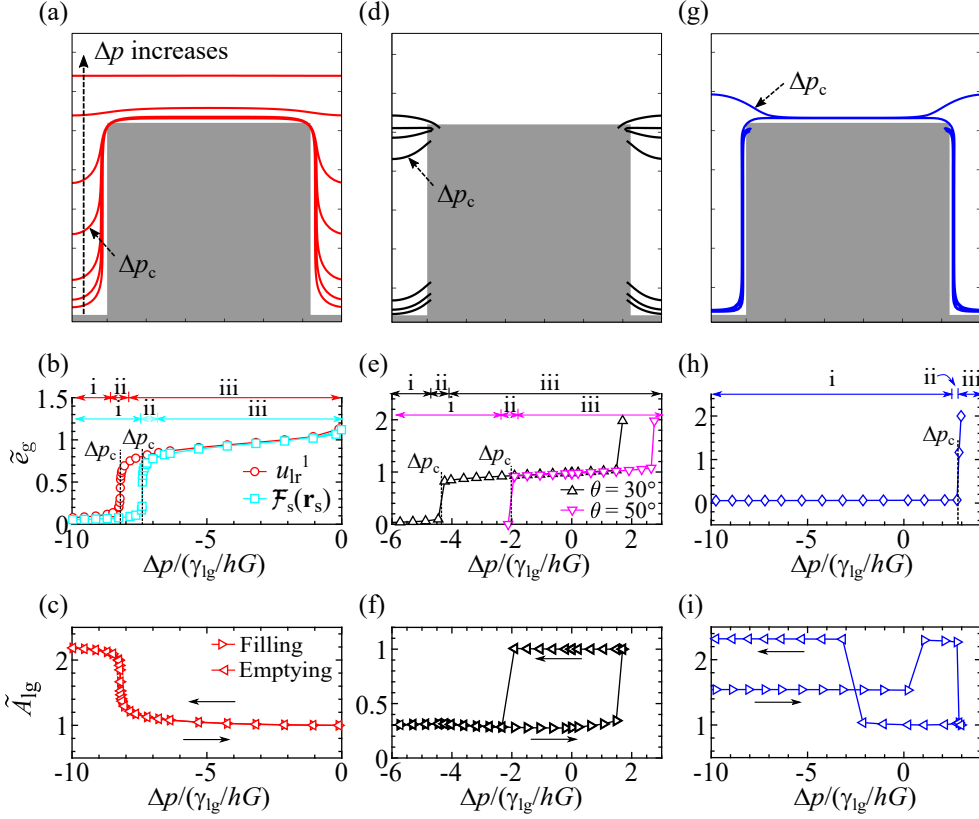 (a)
Δp increases
Δp_c
(d)
Δp_c
(g)
Δp_c
(b)
i ii iii
i ii iii
1.5
1.0
0.5
0
ẽ_g
Δp_c
Δp_c
u_lr^1
ℱ_s(r_s)
-10 -5 0
Δp/(γ_lg/hG)
(e)
i ii iii
i ii iii
2
1
0
Δp_c
Δp_c
θ = 30°
θ = 50°
-6 -4 -2 0 2
Δp/(γ_lg/hG)
(h)
i ii iii
2
1
0
Δp_c
-10 -5 0
Δp/(γ_lg/hG)
(c)
2
1
0
Ã_lg
Filling
Emptying
-10 -5 0
Δp/(γ_lg/hG)
(f)
1
0.5
0
-6 -4 -2 0 2
Δp/(γ_lg/hG)
(i)
2
1
0
-10 -5 0
Δp/(γ_lg/hG)